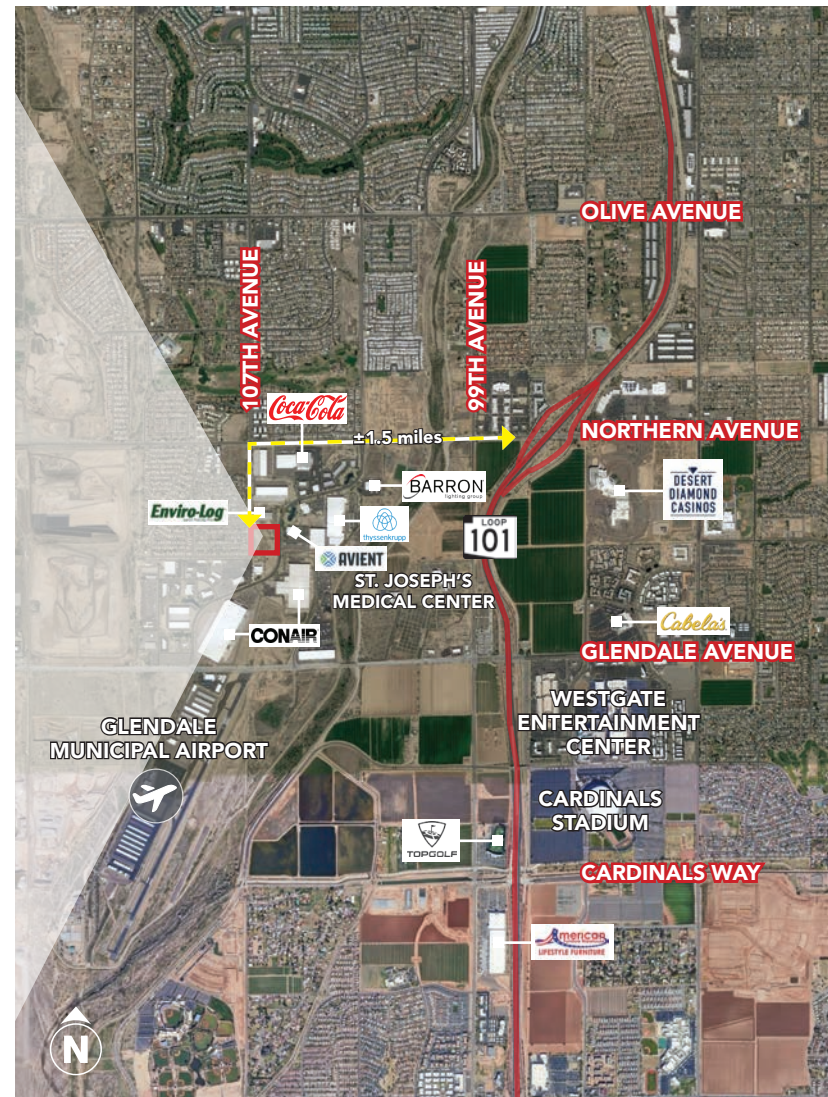 OLIVE AVENUE
107TH AVENUE
99TH AVENUE
Coca-Cola
NORTHERN AVENUE
±1.5 miles
DESERT
DIAMOND
CASINOS
BARRON
lighting group
Enviro-Log
thyssenkrupp
LOOP
101
AVIENT
ST. JOSEPH'S
MEDICAL CENTER
Cabela's
CONAIR
GLENDALE AVENUE
WESTGATE
ENTERTAINMENT
CENTER
GLENDALE
MUNICIPAL AIRPORT
CARDINALS
STADIUM
TOPGOLF
CARDINALS WAY
American
LIFESTYLE FURNITURE
N